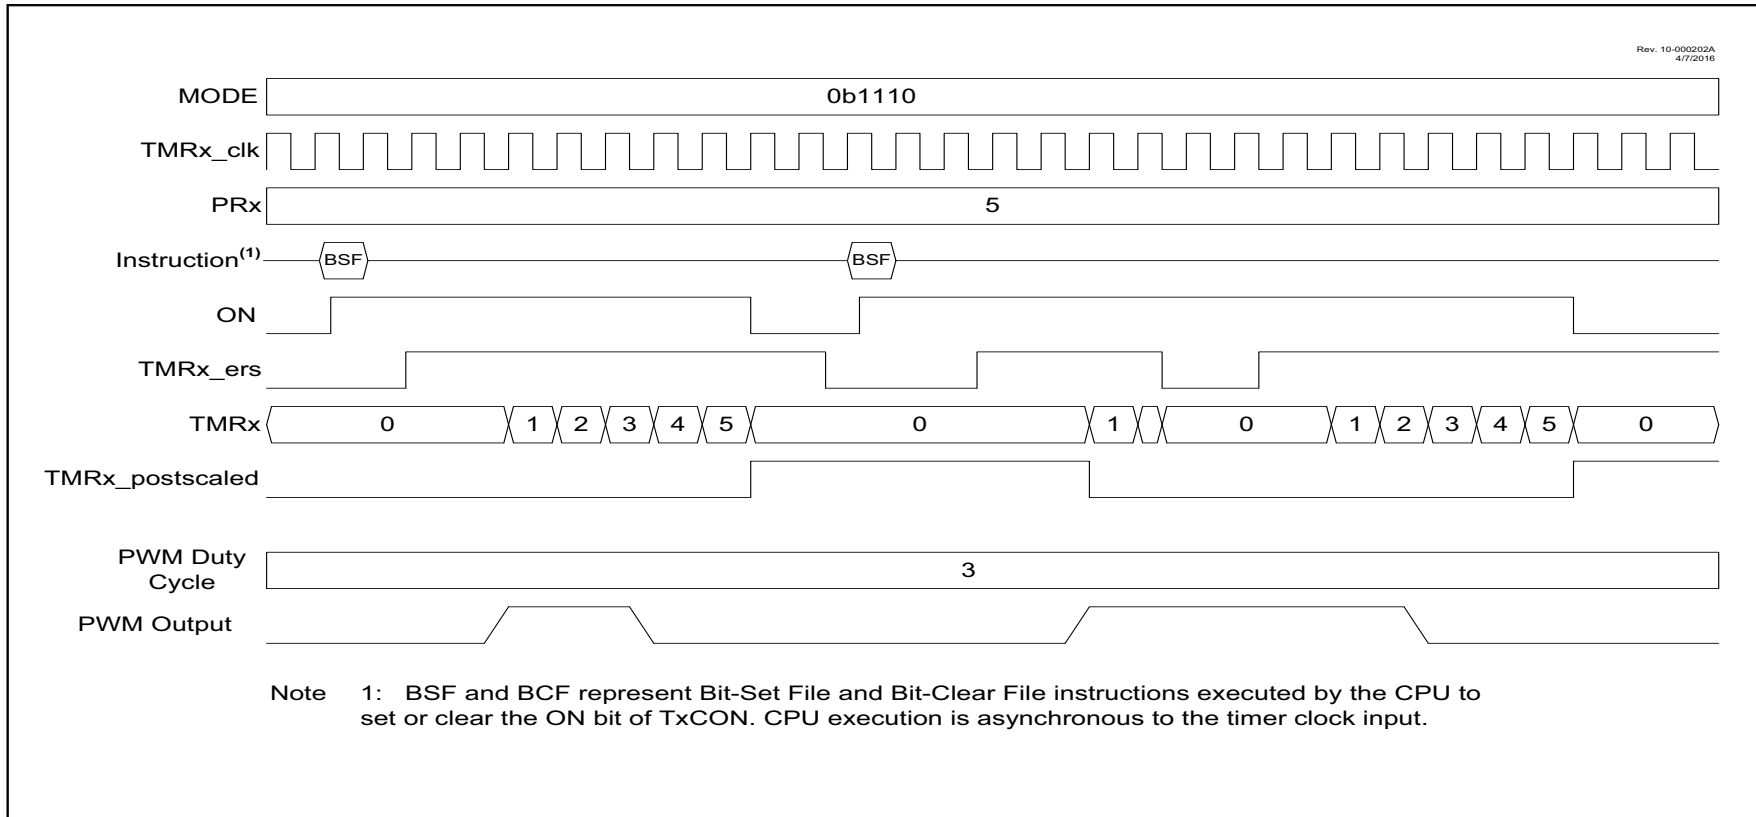 Rev. 10-000202A
4/7/2016
MODE 0b1110
TMRx_clk
PRx 5
Instruction(1) BSF BSF
ON
TMRx_ers
TMRx 0 1 2 3 4 5 0 1 0 1 2 3 4 5 0
TMRx_postscaled
PWM Duty
Cycle 3
PWM Output
Note 1: BSF and BCF represent Bit-Set File and Bit-Clear File instructions executed by the CPU to
set or clear the ON bit of TxCON. CPU execution is asynchronous to the timer clock input.